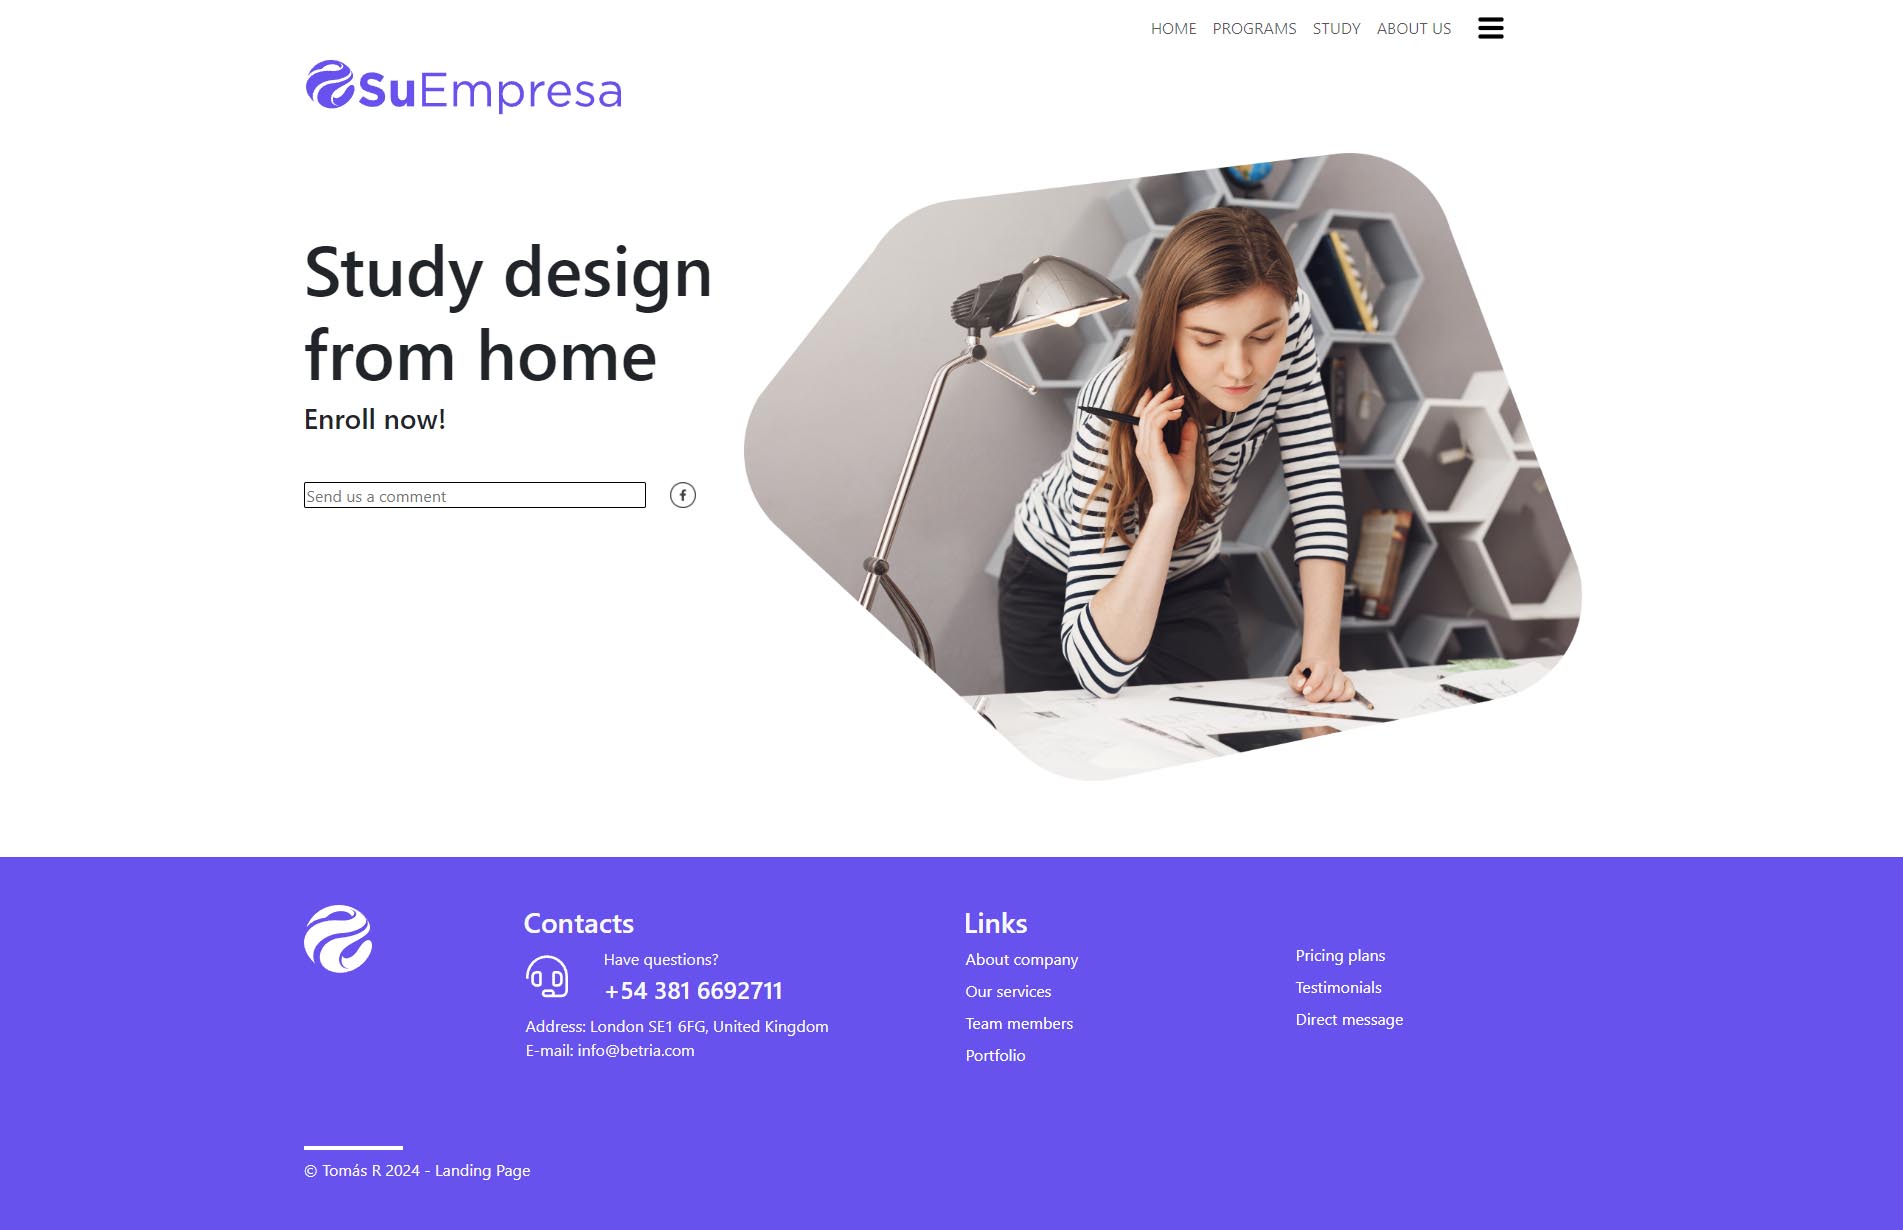 HOME PROGRAMS STUDY ABOUT US
SuEmpresa
Study design
from home
Enroll now!
Send us a comment
Contacts
Have questions?
+54 381 6692711
Address: London SE1 6FG, United Kingdom
E-mail: info@betria.com
Links
About company
Our services
Team members
Portfolio
Pricing plans
Testimonials
Direct message
© Tomás R 2024 - Landing Page